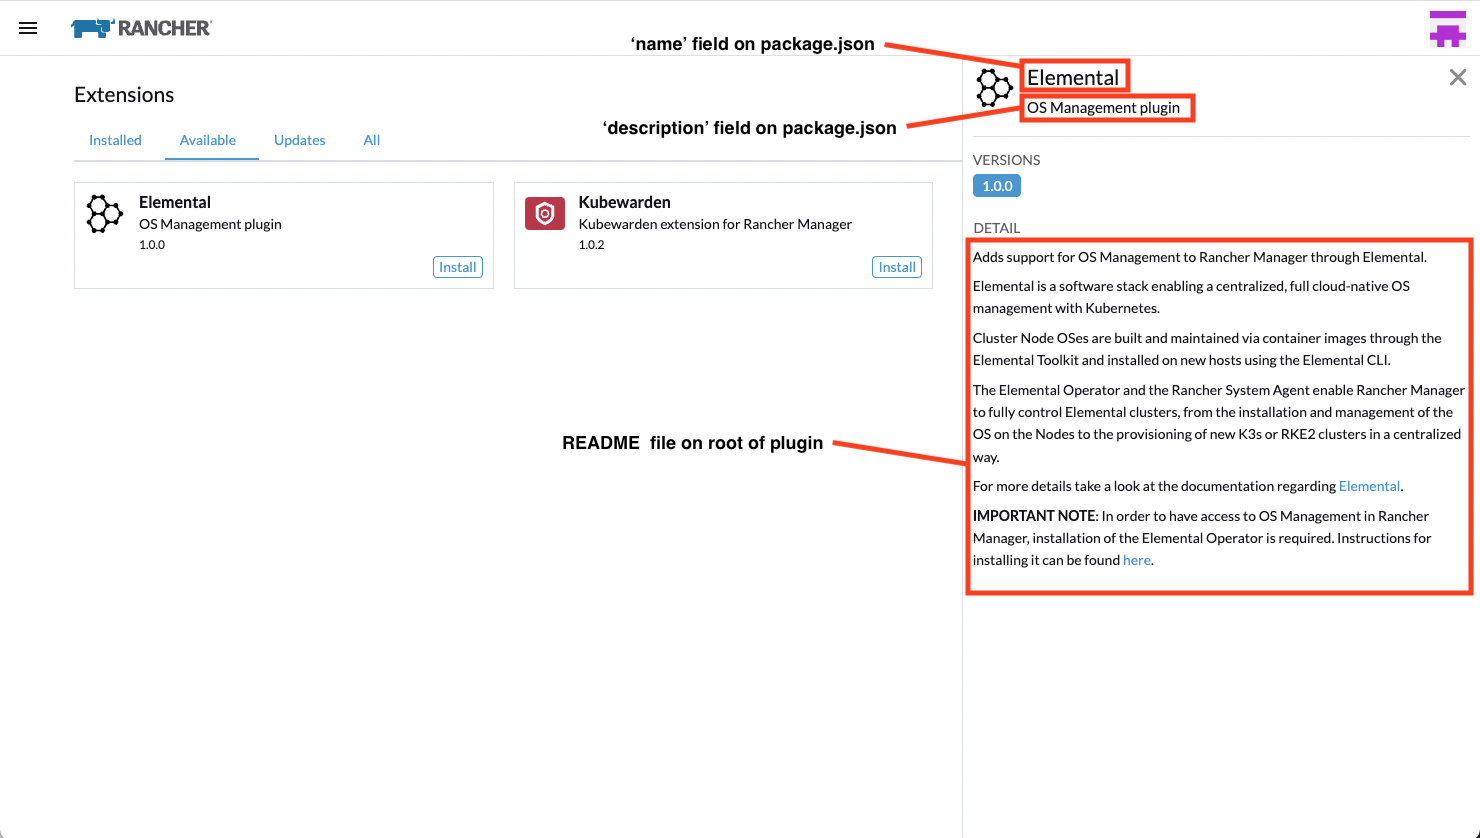 RANCHER
‘name’ field on package.json
Elemental
OS Management plugin
‘description’ field on package.json
Extensions
Installed Available Updates All
Elemental
OS Management plugin
1.0.0
Install
Kubewarden
Kubewarden extension for Rancher Manager
1.0.2
Install
VERSIONS
1.0.0
DETAIL
Adds support for OS Management to Rancher Manager through Elemental.
Elemental is a software stack enabling a centralized, full cloud-native OS
management with Kubernetes.
Cluster Node OSes are built and maintained via container images through the
Elemental Toolkit and installed on new hosts using the Elemental CLI.
The Elemental Operator and the Rancher System Agent enable Rancher Manager
to fully control Elemental clusters, from the installation and management of the
OS on the Nodes to the provisioning of new K3s or RKE2 clusters in a centralized
way.
For more details take a look at the documentation regarding Elemental.
IMPORTANT NOTE: In order to have access to OS Management in Rancher
Manager, installation of the Elemental Operator is required. Instructions for
installing it can be found here.
README file on root of plugin